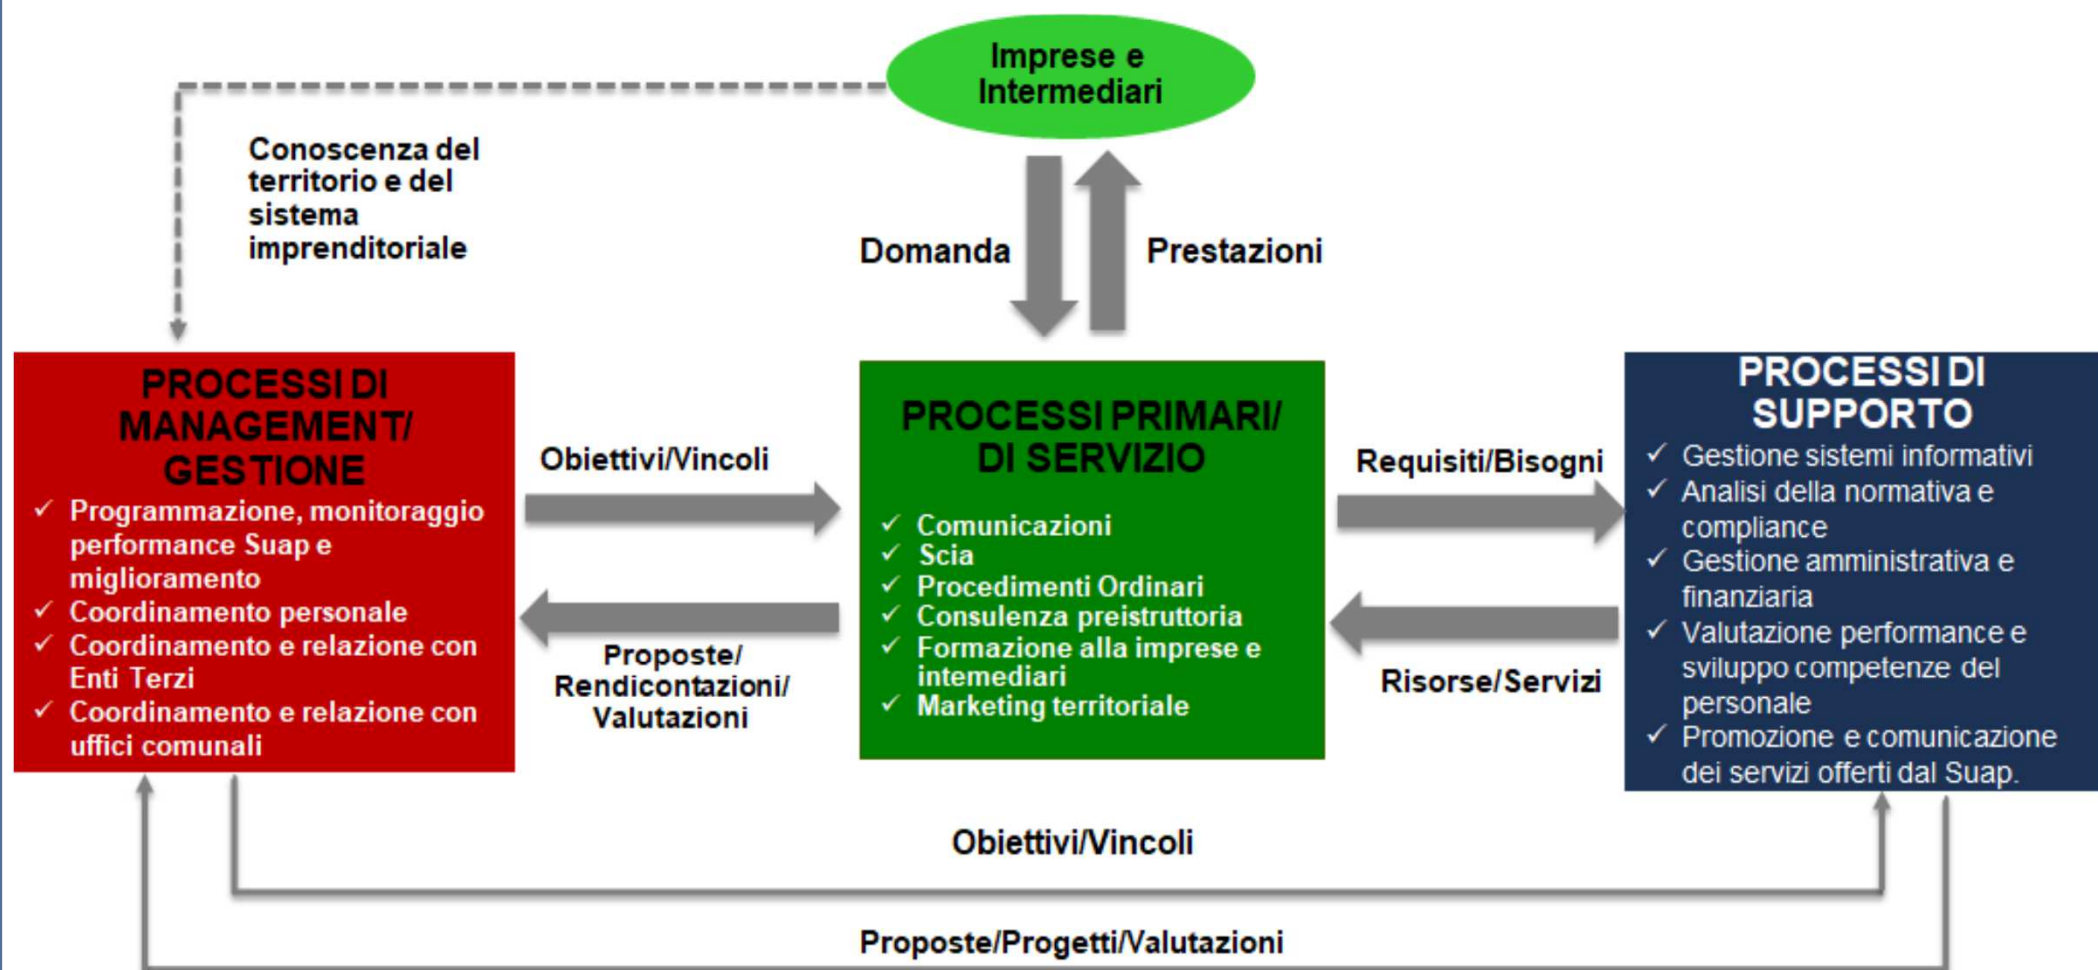 Imprese e
Intermediari
Conoscenza del
territorio e del
sistema
imprenditoriale
Domanda
Prestazioni
PROCESSI DI
MANAGEMENT/
GESTIONE
✓ Programmazione, monitoraggio
performance Suap e
miglioramento
✓ Coordinamento personale
✓ Coordinamento e relazione con
Enti Terzi
✓ Coordinamento e relazione con
uffici comunali
Obiettivi/Vincoli
Proposte/
Rendicontazioni/
Valutazioni
PROCESSI PRIMARI/
DI SERVIZIO
✓ Comunicazioni
✓ Scia
✓ Procedimenti Ordinari
✓ Consulenza preistruttoria
✓ Formazione alla imprese e
intemediari
✓ Marketing territoriale
Requisiti/Bisogni
Risorse/Servizi
PROCESSI DI
SUPPORTO
✓ Gestione sistemi informativi
✓ Analisi della normativa e
compliance
✓ Gestione amministrativa e
finanziaria
✓ Valutazione performance e
sviluppo competenze del
personale
✓ Promozione e comunicazione
dei servizi offerti dal Suap.
Obiettivi/Vincoli
Proposte/Progetti/Valutazioni